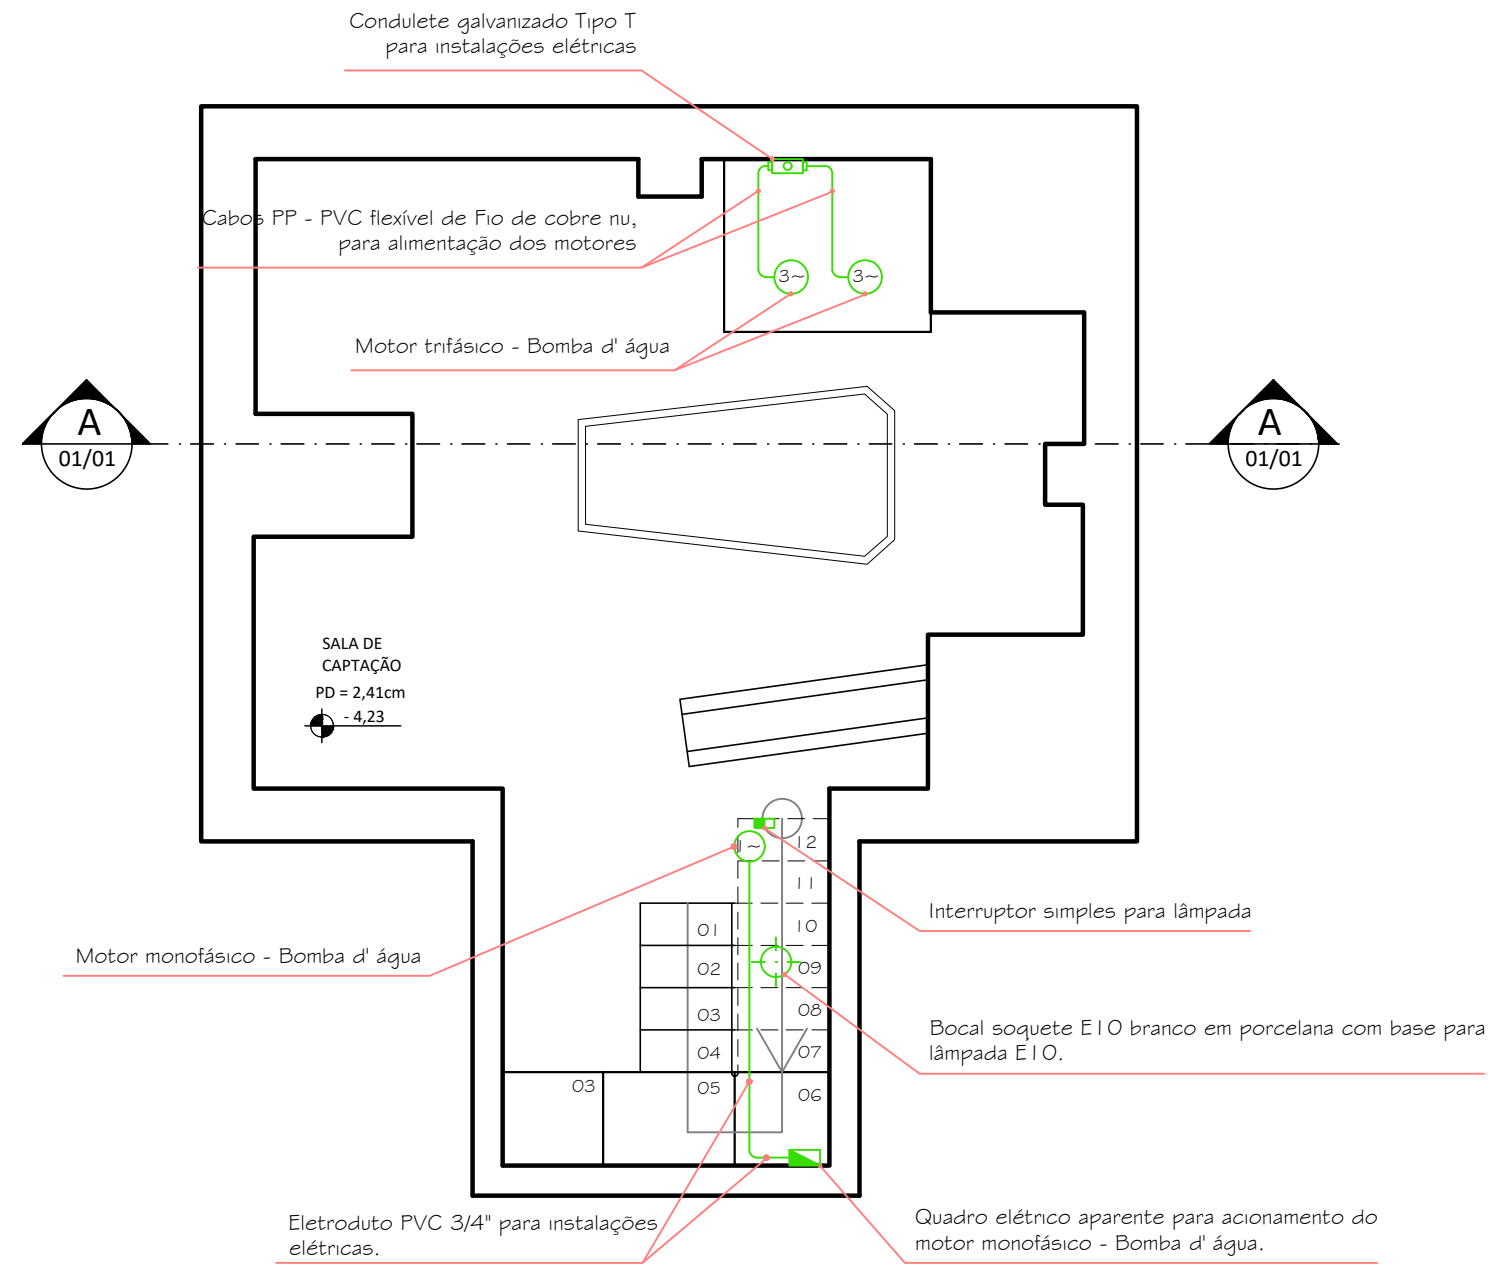 Condulete galvanizado Tipo T
para instalações elétricas
Cabos PP - PVC flexível de Fio de cobre nu,
para alimentação dos motores
3~
3~
Motor trifásico - Bomba d' água
A
01/01
A
01/01
SALA DE
CAPTAÇÃO
PD = 2,41cm
- 4,23
1~
12
11
Interruptor simples para lâmpada
01
10
Motor monofásico - Bomba d' água
02
09
03
08
Bocal soquete E10 branco em porcelana com base para
lâmpada E10.
04
07
03
05
06
Eletroduto PVC 3/4" para instalações
elétricas.
Quadro elétrico aparente para acionamento do
motor monofásico - Bomba d' água.